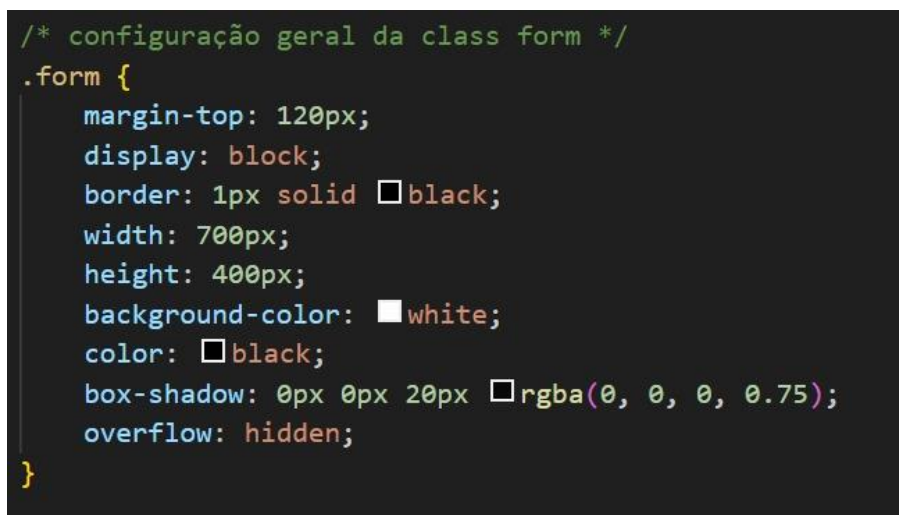 /* configuração geral da class form */
.form {
    margin-top: 120px;
    display: block;
    border: 1px solid black;
    width: 700px;
    height: 400px;
    background-color: white;
    color: black;
    box-shadow: 0px 0px 20px rgba(0, 0, 0, 0.75);
    overflow: hidden;
}